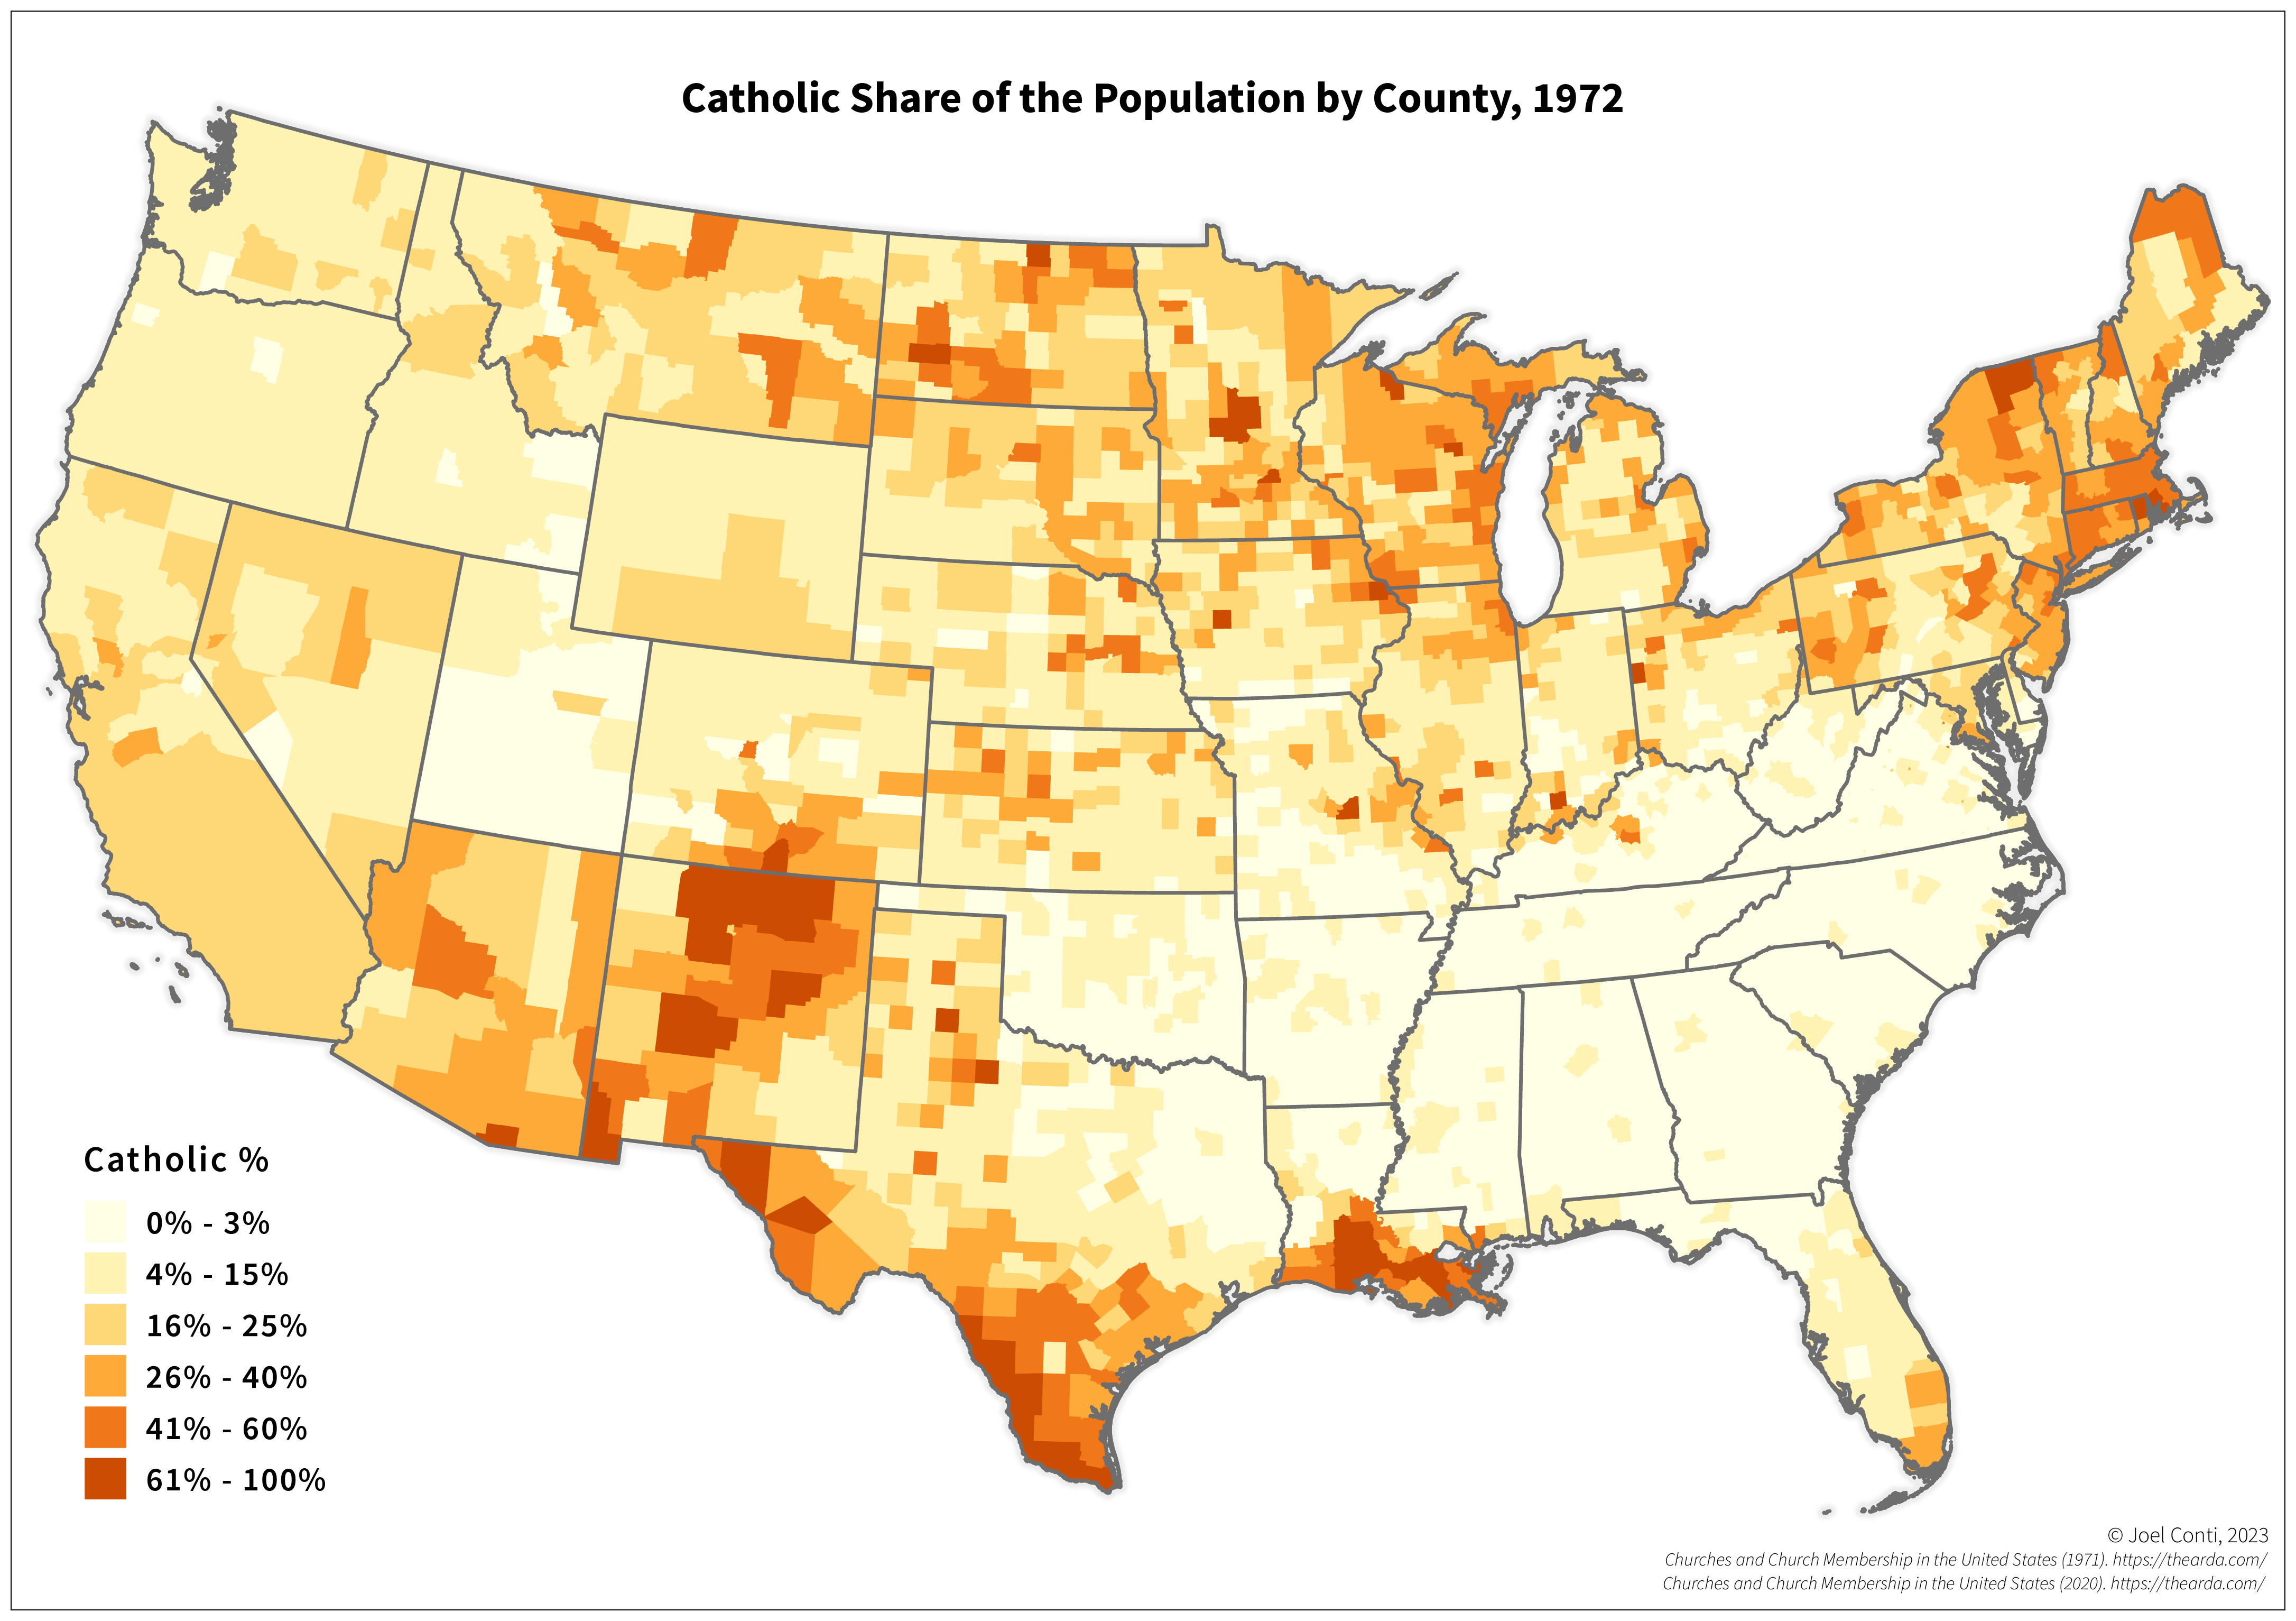 Catholic Share of the Population by County, 1972
Catholic %
0% - 3%
4% - 15%
16% - 25%
26% - 40%
41% - 60%
61% - 100%
© Joel Conti, 2023
Churches and Church Membership in the United States (1971). https://thearda.com/
Churches and Church Membership in the United States (2020). https://thearda.com/